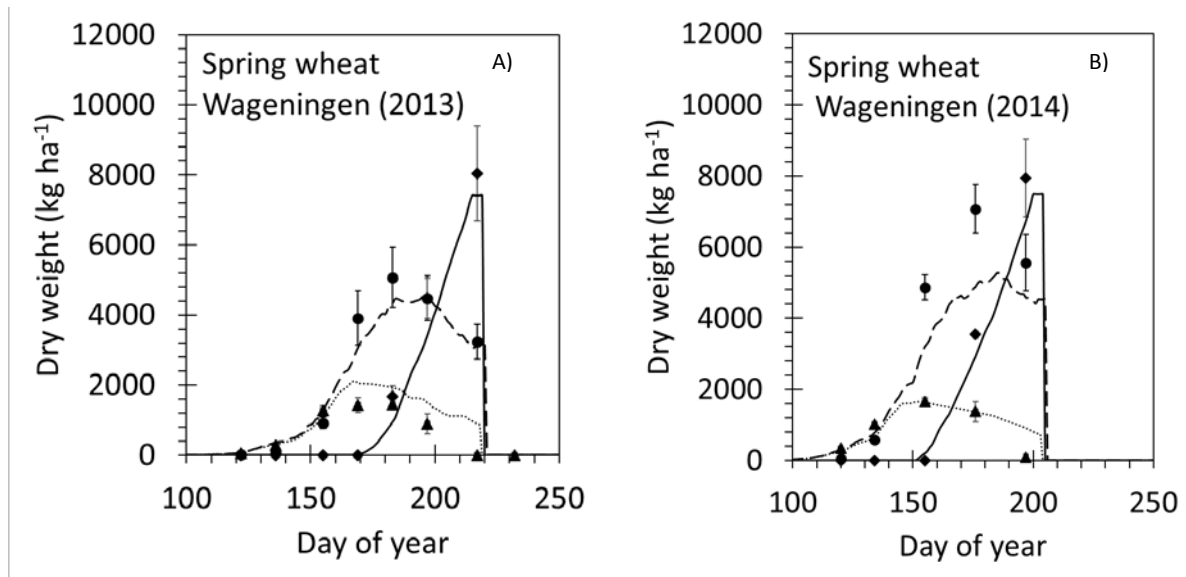 Spring wheat
Wageningen (2013)
A)
12000
10000
8000
6000
4000
2000
0
Dry weight (kg ha⁻¹)
100 150 200 250
Day of year
Spring wheat
Wageningen (2014)
B)
12000
10000
8000
6000
4000
2000
0
Dry weight (kg ha⁻¹)
100 150 200 250
Day of year